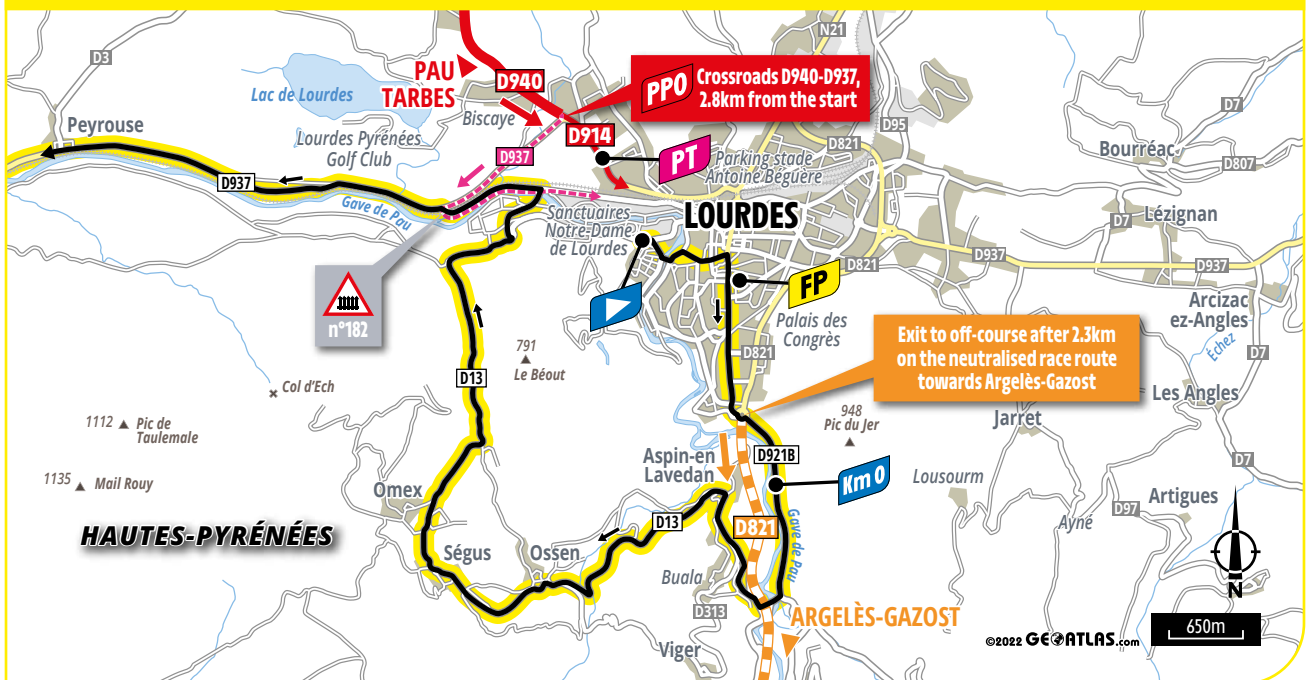 N21
D3
PAU
TARBES
D940
PPO
Crossroads D940-D937,
2.8km from the start
Lac de Lourdes
Biscaye
D7
D95
Peyrouse
D914
Lourdes Pyrénées
Golf Club
D937
PT
Parking stade
Antoine Béguère
D821
Bourréac
D807
D937
Gave de Pau
Sanctuaires
Notre-Dame
de Lourdes
LOURDES
D7
Lézignan
D937
D821
D937
n°182
FP
Palais des
Congrès
Arcizac
ez-Angles
Échez
D7
791
Le Béout
D821
Exit to off-course after 2.3km
on the neutralised race route
towards Argelès-Gazost
D13
Col d'Ech
Les Angles
1112
Pic de
Taulemale
948
Pic du Jer
Jarret
Aspin-en
Lavedan
D921B
D7
1135
Mail Rouy
Km 0
Lousourm
Omex
Artigues
D97
HAUTES-PYRÉNÉES
D13
D821
Gave de Pau
Ayné
Ségus
Ossen
Buala
N
D313
ARGELÈS-GAZOST
Viger
©2022 GEOATLAS.com
650m